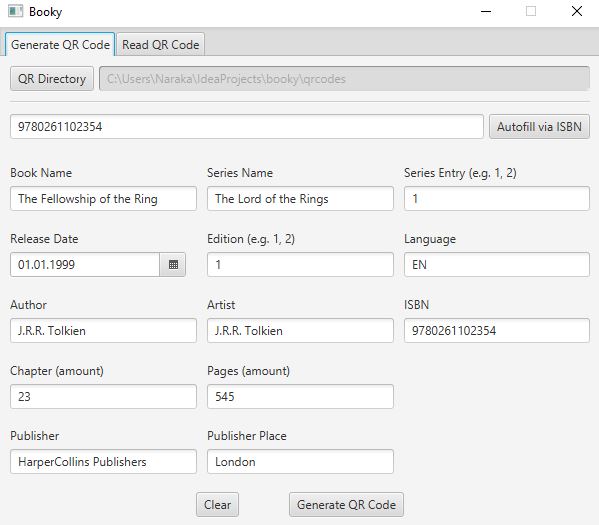 Booky
Generate QR Code Read QR Code
QR Directory C:\Users\Naraka\IdeaProjects\booky\qrcodes
9780261102354 Autofill via ISBN
Book Name Series Name Series Entry (e.g. 1, 2)
The Fellowship of the Ring The Lord of the Rings 1
Release Date Edition (e.g. 1, 2) Language
01.01.1999 1 EN
Author Artist ISBN
J.R.R. Tolkien J.R.R. Tolkien 9780261102354
Chapter (amount) Pages (amount)
23 545
Publisher Publisher Place
HarperCollins Publishers London
Clear Generate QR Code